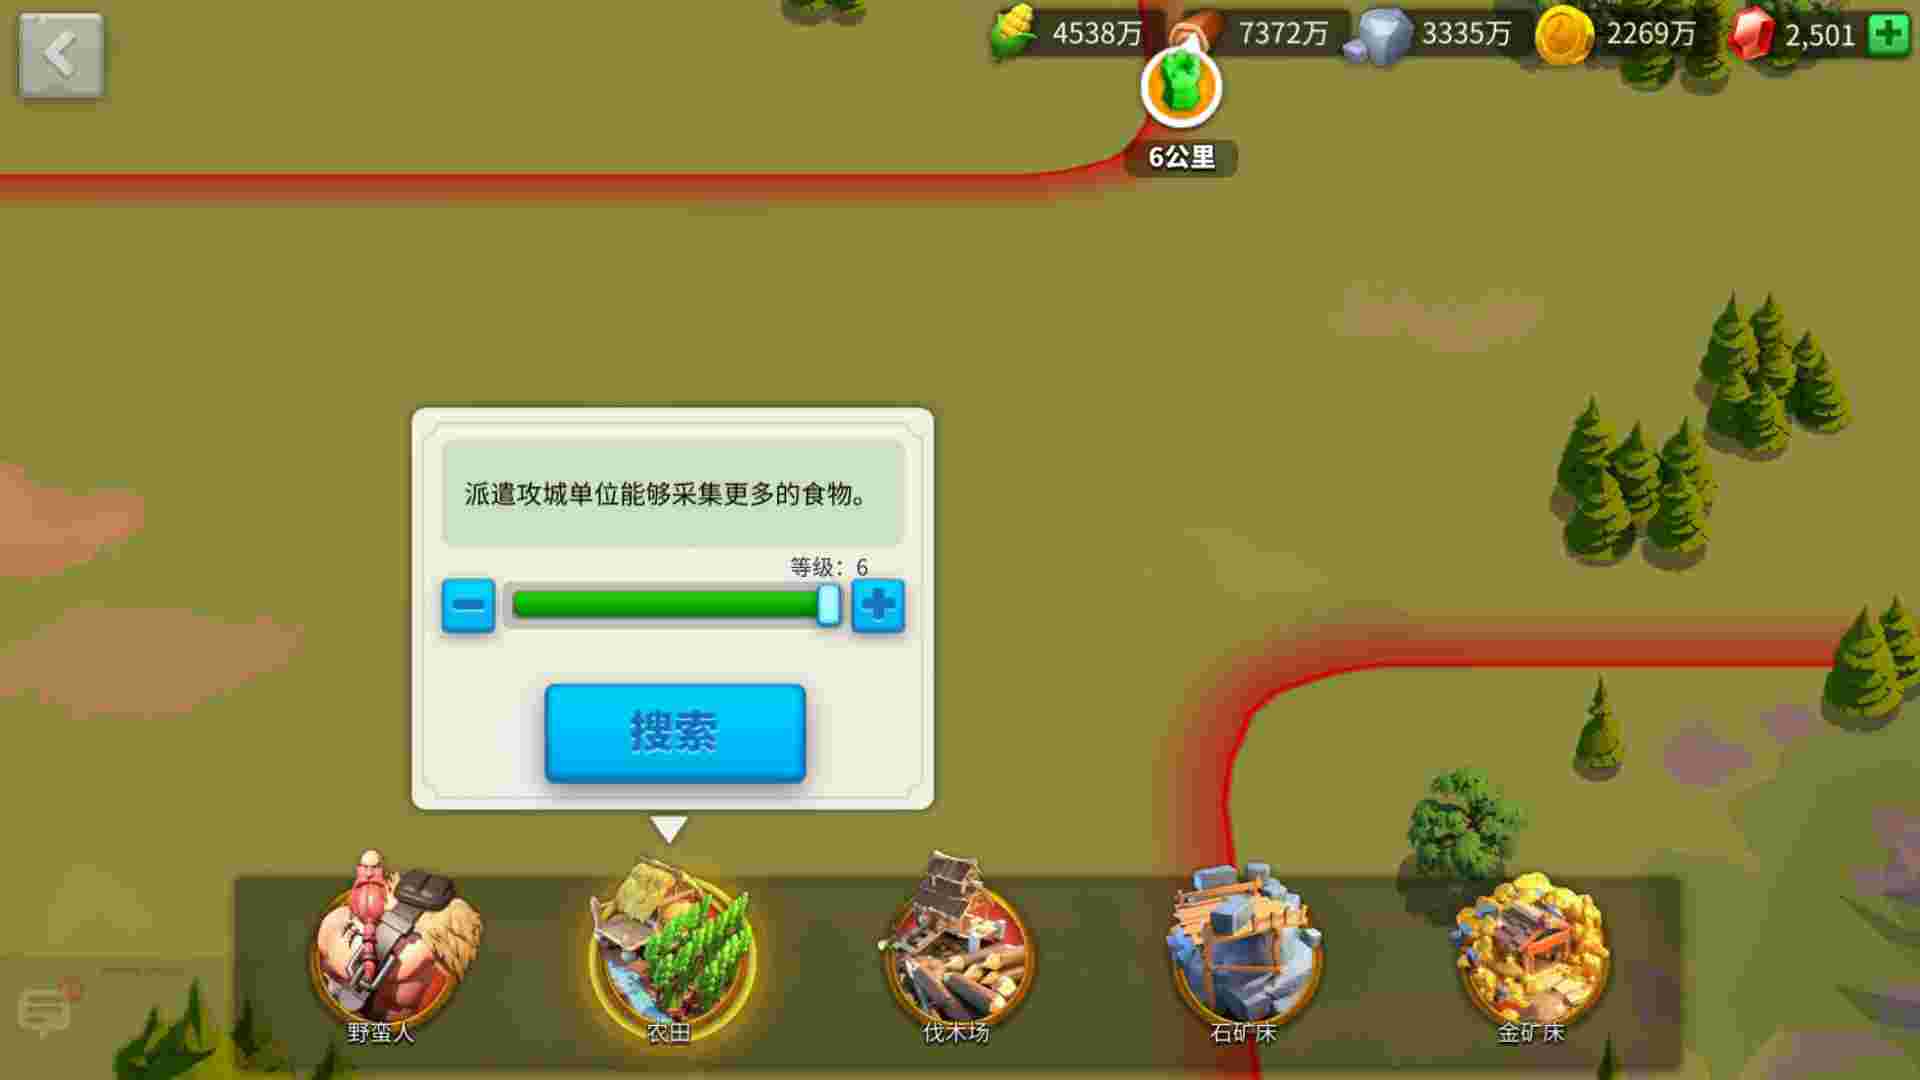 4538万 7372万 3335万 2269万 2,501
6公里
派遣攻城单位能够采集更多的食物。
等级：6
搜索
野蛮人 农田 伐木场 石矿床 金矿床